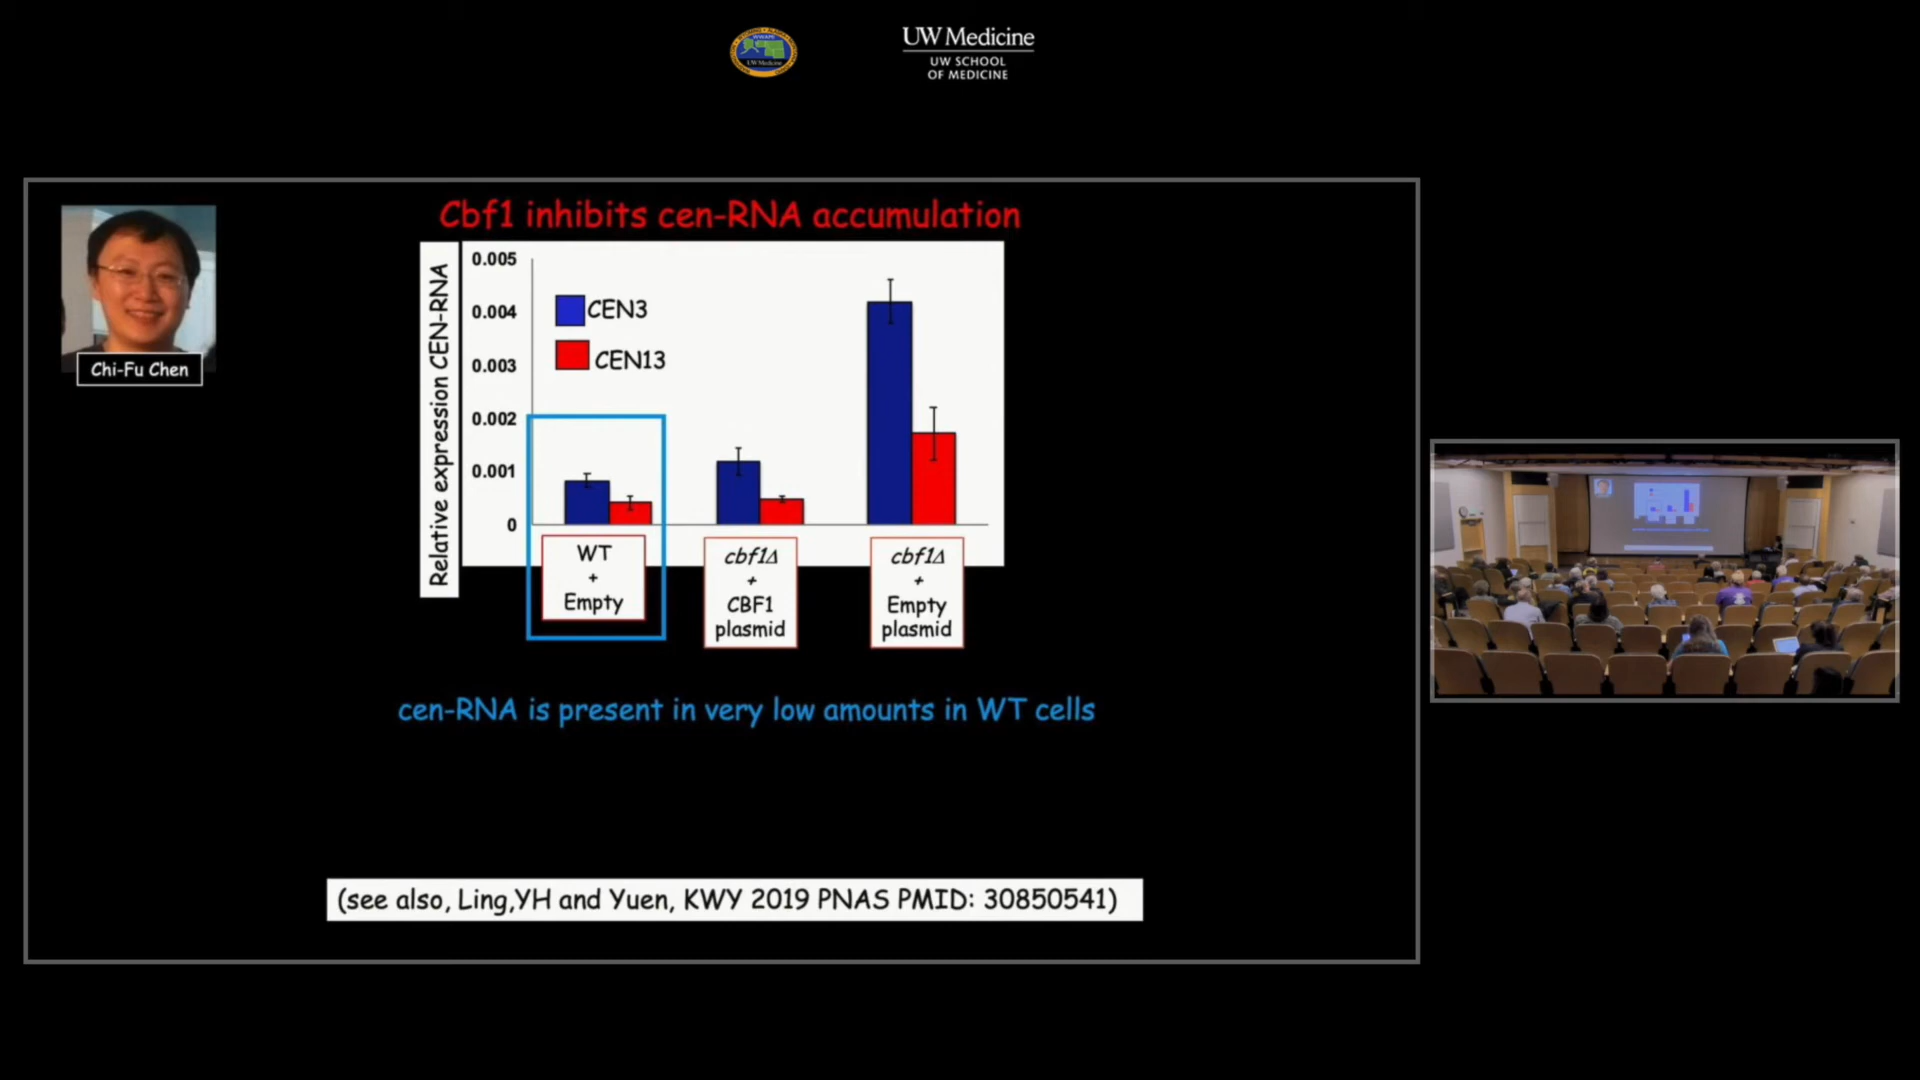 UW Medicine
UW Medicine
UW SCHOOL
OF MEDICINE
Cbf1 inhibits cen-RNA accumulation
Chi-Fu Chen
Relative expression CEN-RNA
0.005
0.004
0.003
0.002
0.001
0
CEN3
CEN13
WT
+
Empty
cbf1Δ
+
CBF1
plasmid
cbf1Δ
+
Empty
plasmid
cen-RNA is present in very low amounts in WT cells
(see also, Ling,YH and Yuen, KWY 2019 PNAS PMID: 30850541)